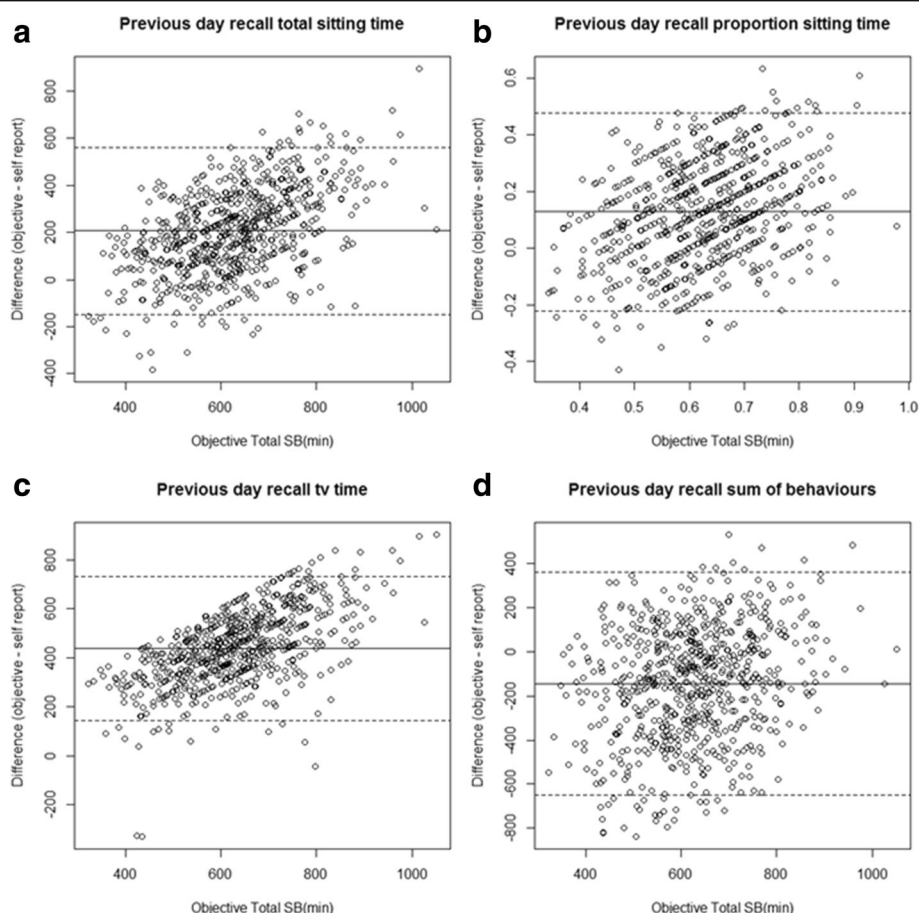 a
Previous day recall total sitting time
Difference (objective - self report)
-400 -200 0 200 400 600 800
400 600 800 1000
Objective Total SB(min)
b
Previous day recall proportion sitting time
Difference (objective - self report)
-0.4 -0.2 0.0 0.2 0.4 0.6
0.4 0.5 0.6 0.7 0.8 0.9 1.0
Objective Total SB(min)
c
Previous day recall tv time
Difference (objective - self report)
-200 0 200 400 600 800
400 600 800 1000
Objective Total SB(min)
d
Previous day recall sum of behaviours
Difference (objective - self report)
-800 -600 -400 -200 0 200 400
400 600 800 1000
Objective Total SB(min)